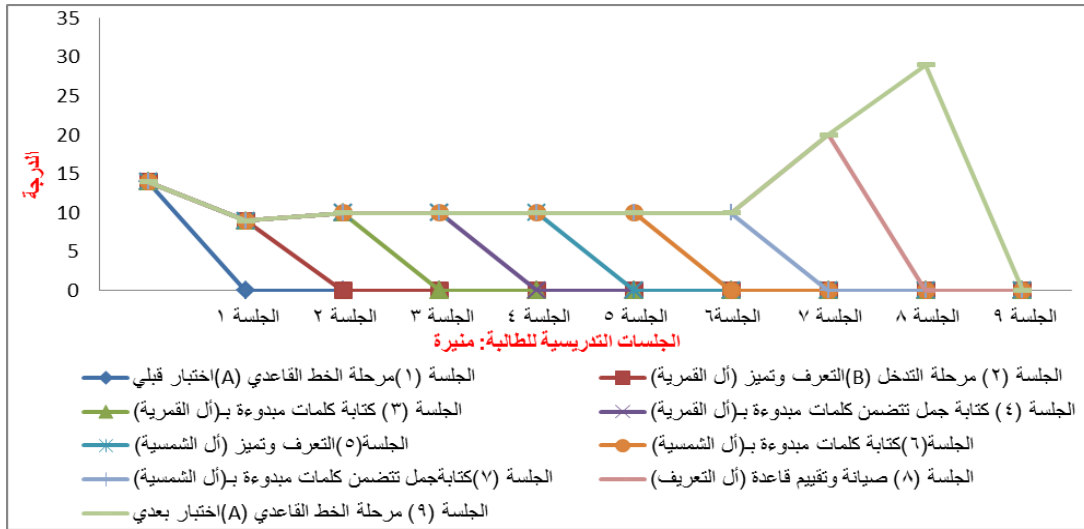 35
30
25
20
15
10
5
0
الدرجة
الجلسة ١ الجلسة ٢ الجلسة ٣ الجلسة ٤ الجلسة ٥ الجلسة٦ الجلسة ٧ الجلسة ٨ الجلسة ٩
الجلسات التدريسية للطالبة: منيرة
الجلسة (١)مرحلة الخط القاعدي (A)اختبار قبلي
الجلسة (٢) مرحلة التدخل (B)التعرف وتميز (أل القمرية)
الجلسة (٣) كتابة كلمات مبدوءة بـ(أل القمرية)
الجلسة (٤) كتابة جمل تتضمن كلمات مبدوءة بـ(أل القمرية)
الجلسة(٥)التعرف وتميز (أل الشمسية)
الجلسة(٦)كتابة كلمات مبدوءة بـ(أل الشمسية)
الجلسة (٧)كتابةجمل تتضمن كلمات مبدوءة بـ(أل الشمسية)
الجلسة (٨) صيانة وتقييم قاعدة (أل التعريف)
الجلسة (٩) مرحلة الخط القاعدي (A)اختبار بعدي